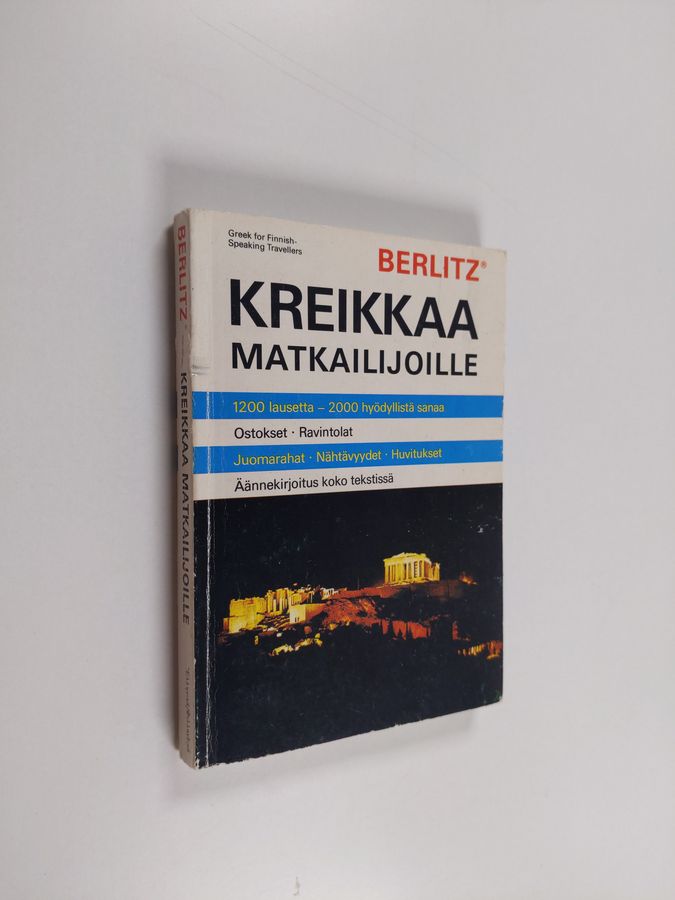 Greek for Finnish-
Speaking Travellers
BERLITZ®
KREIKKAA
MATKAILIJOILLE
1200 lausetta – 2000 hyödyllistä sanaa
Ostokset · Ravintolat
Juomarahat · Nähtävyydet · Huvitukset
Äännekirjoitus koko tekstissä
BERLITZ® — KREIKKAA MATKAILIJOILLE